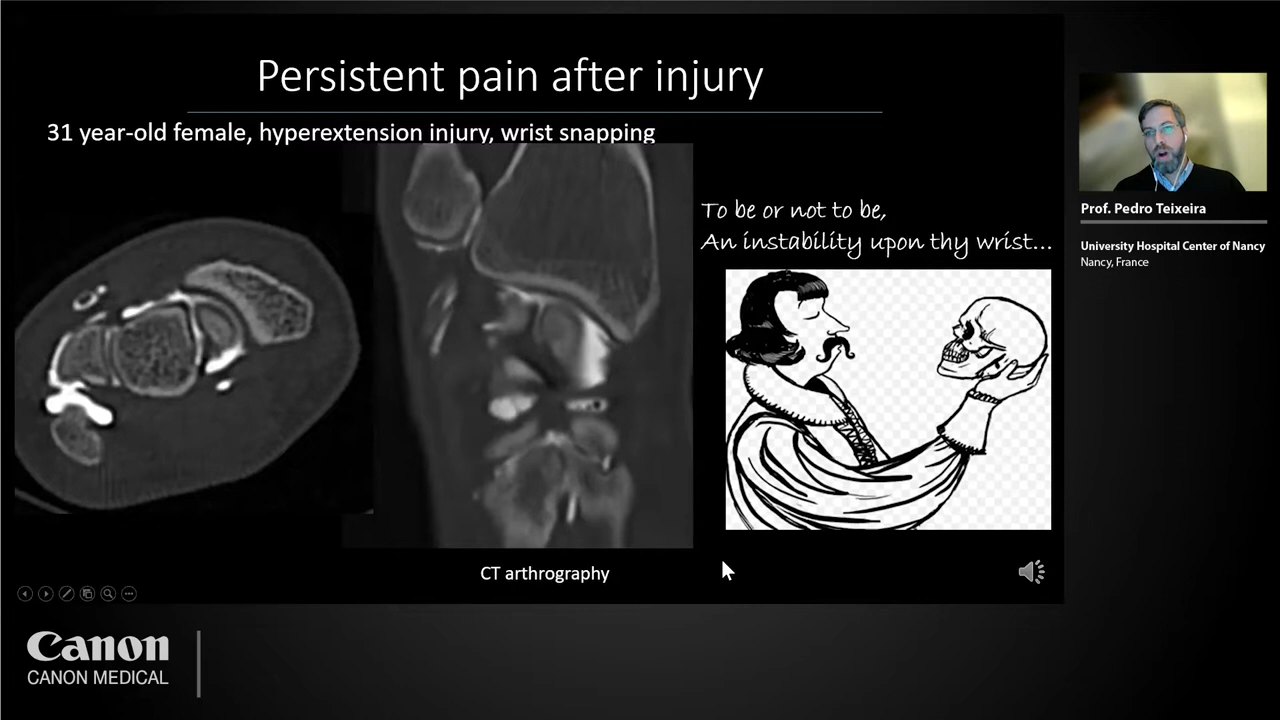 Persistent pain after injury
31 year-old female, hyperextension injury, wrist snapping
To be or not to be,
An instability upon thy wrist...
CT arthrography
Prof. Pedro Teixeira
University Hospital Center of Nancy
Nancy, France
Canon
CANON MEDICAL